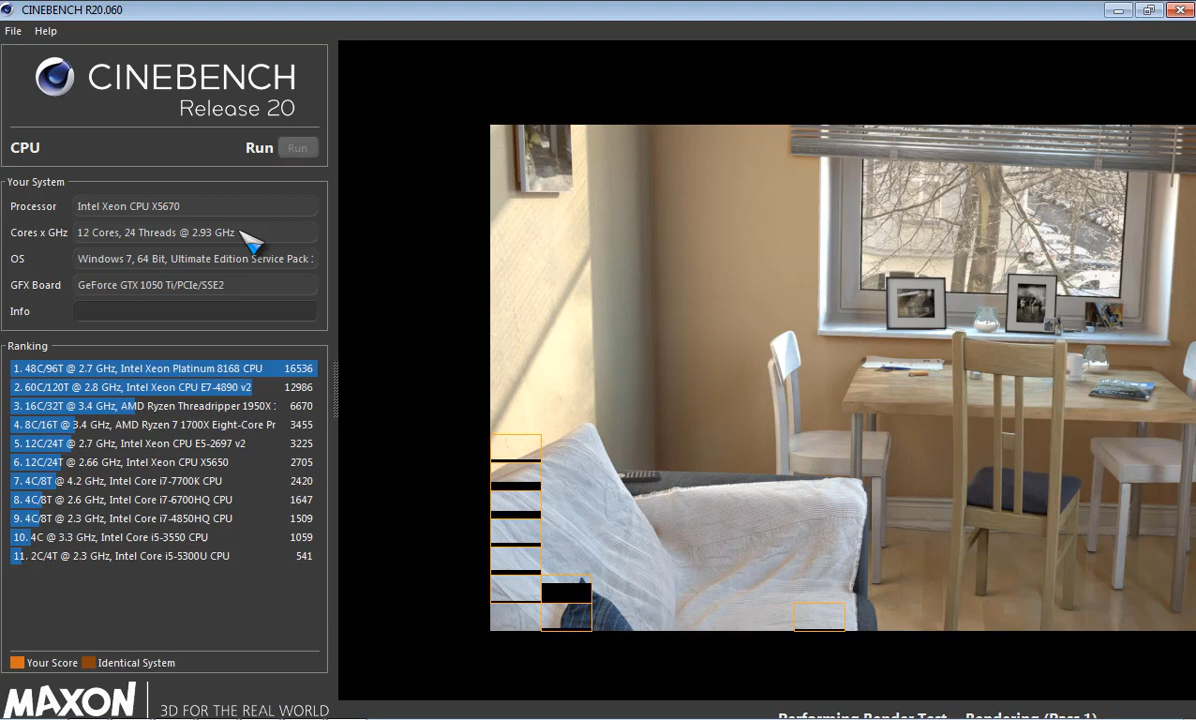 CINEBENCH R20.060
File Help
CINEBENCH
Release 20
CPU Run Run
Your System
Processor Intel Xeon CPU X5670
Cores x GHz 12 Cores, 24 Threads @ 2.93 GHz
OS Windows 7, 64 Bit, Ultimate Edition Service Pack
GFX Board GeForce GTX 1050 Ti/PCIe/SSE2
Info
Ranking
1. 48C/96T @ 2.7 GHz, Intel Xeon Platinum 8168 CPU 16536
2. 60C/120T @ 2.8 GHz, Intel Xeon CPU E7-4890 v2 12986
3. 16C/32T @ 3.4 GHz, AMD Ryzen Threadripper 1950X 6670
4. 8C/16T @ 3.4 GHz, AMD Ryzen 7 1700X Eight-Core Pr 3455
5. 12C/24T @ 2.7 GHz, Intel Xeon CPU E5-2697 v2 3225
6. 12C/24T @ 2.66 GHz, Intel Xeon CPU X5650 2705
7. 4C/8T @ 4.2 GHz, Intel Core i7-7700K CPU 2420
8. 4C/8T @ 2.6 GHz, Intel Core i7-6700HQ CPU 1647
9. 4C/8T @ 2.3 GHz, Intel Core i7-4850HQ CPU 1509
10. 4C @ 3.3 GHz, Intel Core i5-3550 CPU 1059
11. 2C/4T @ 2.3 GHz, Intel Core i5-5300U CPU 541
Your Score Identical System
MAXON 3D FOR THE REAL WORLD
Performing Render Test ... Rendering (Pass 1)